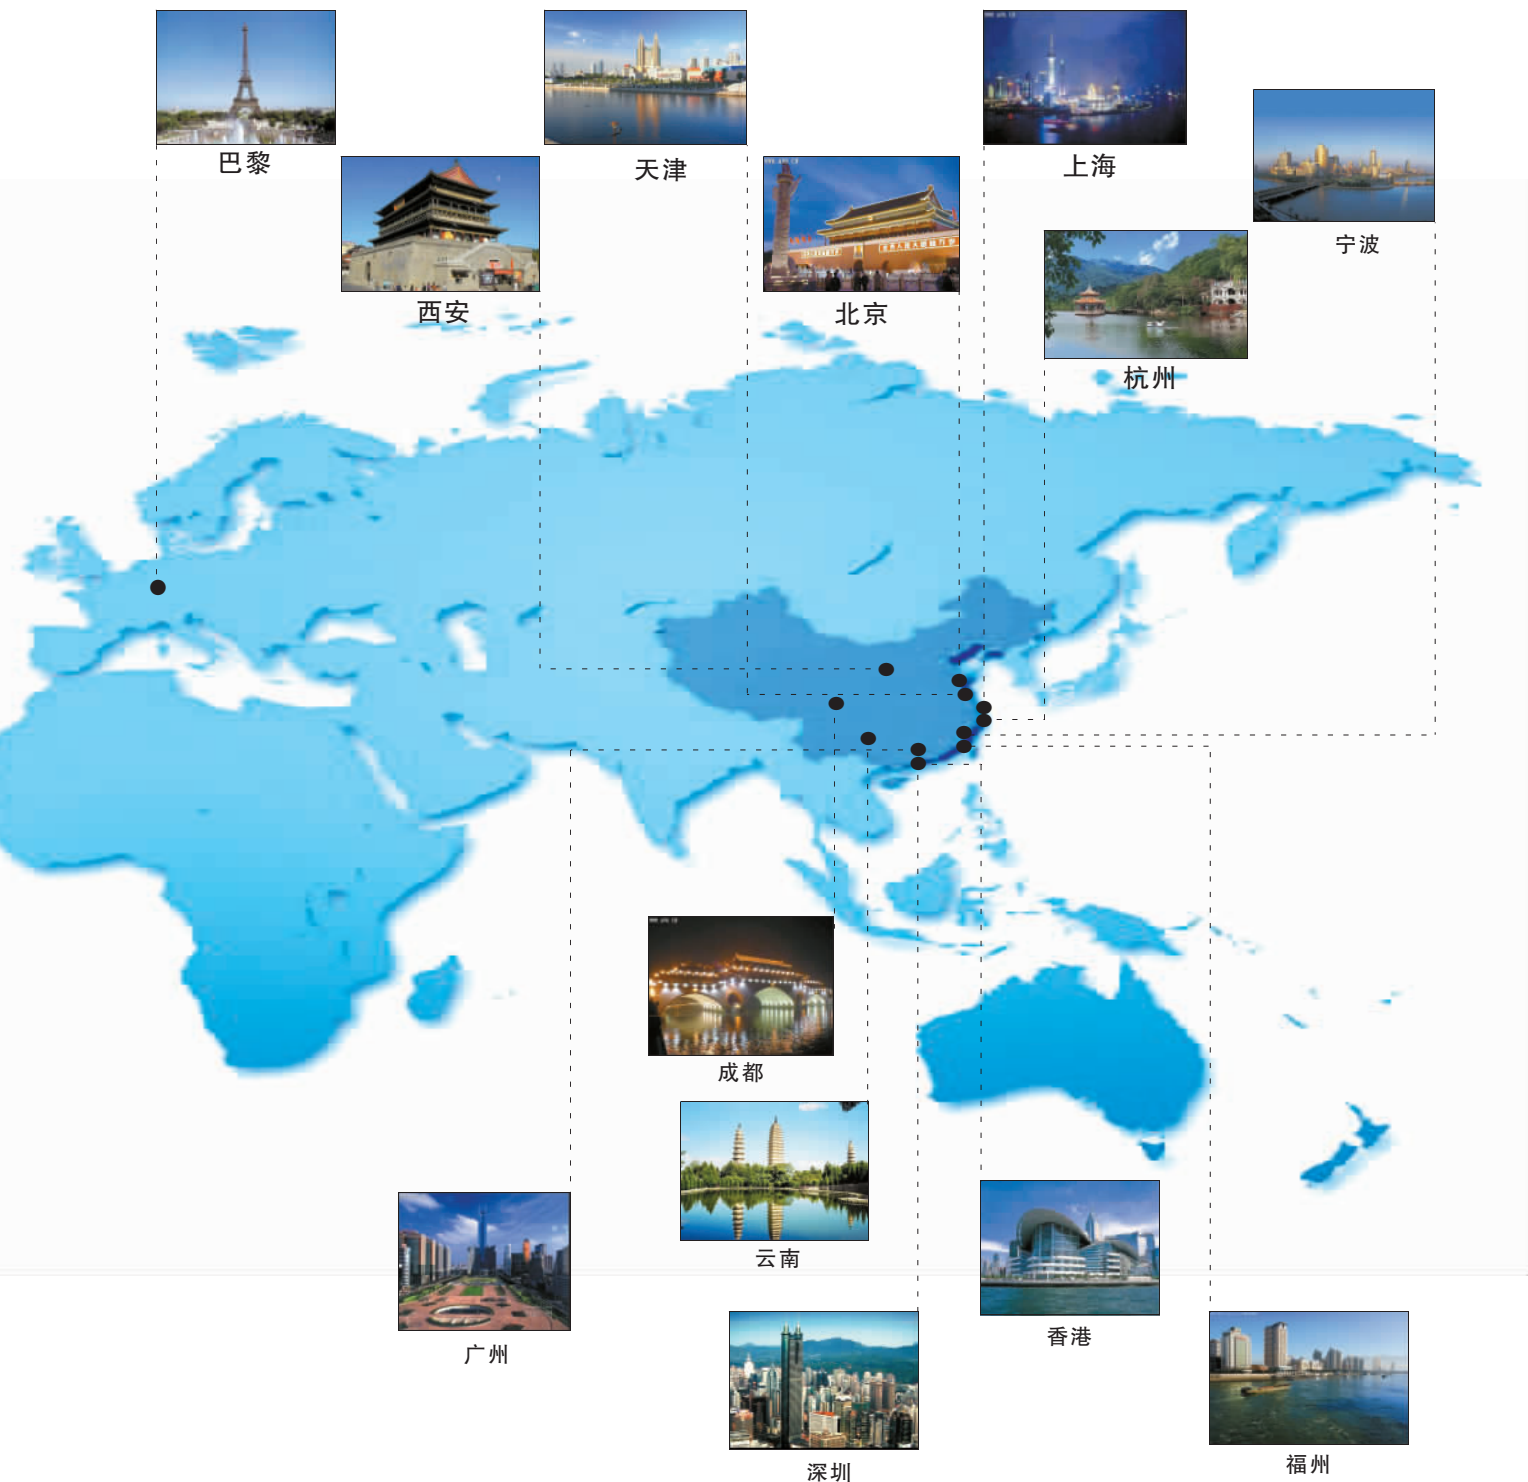 巴黎
天津
上海
宁波
西安
北京
杭州
成都
云南
广州
香港
深圳
福州